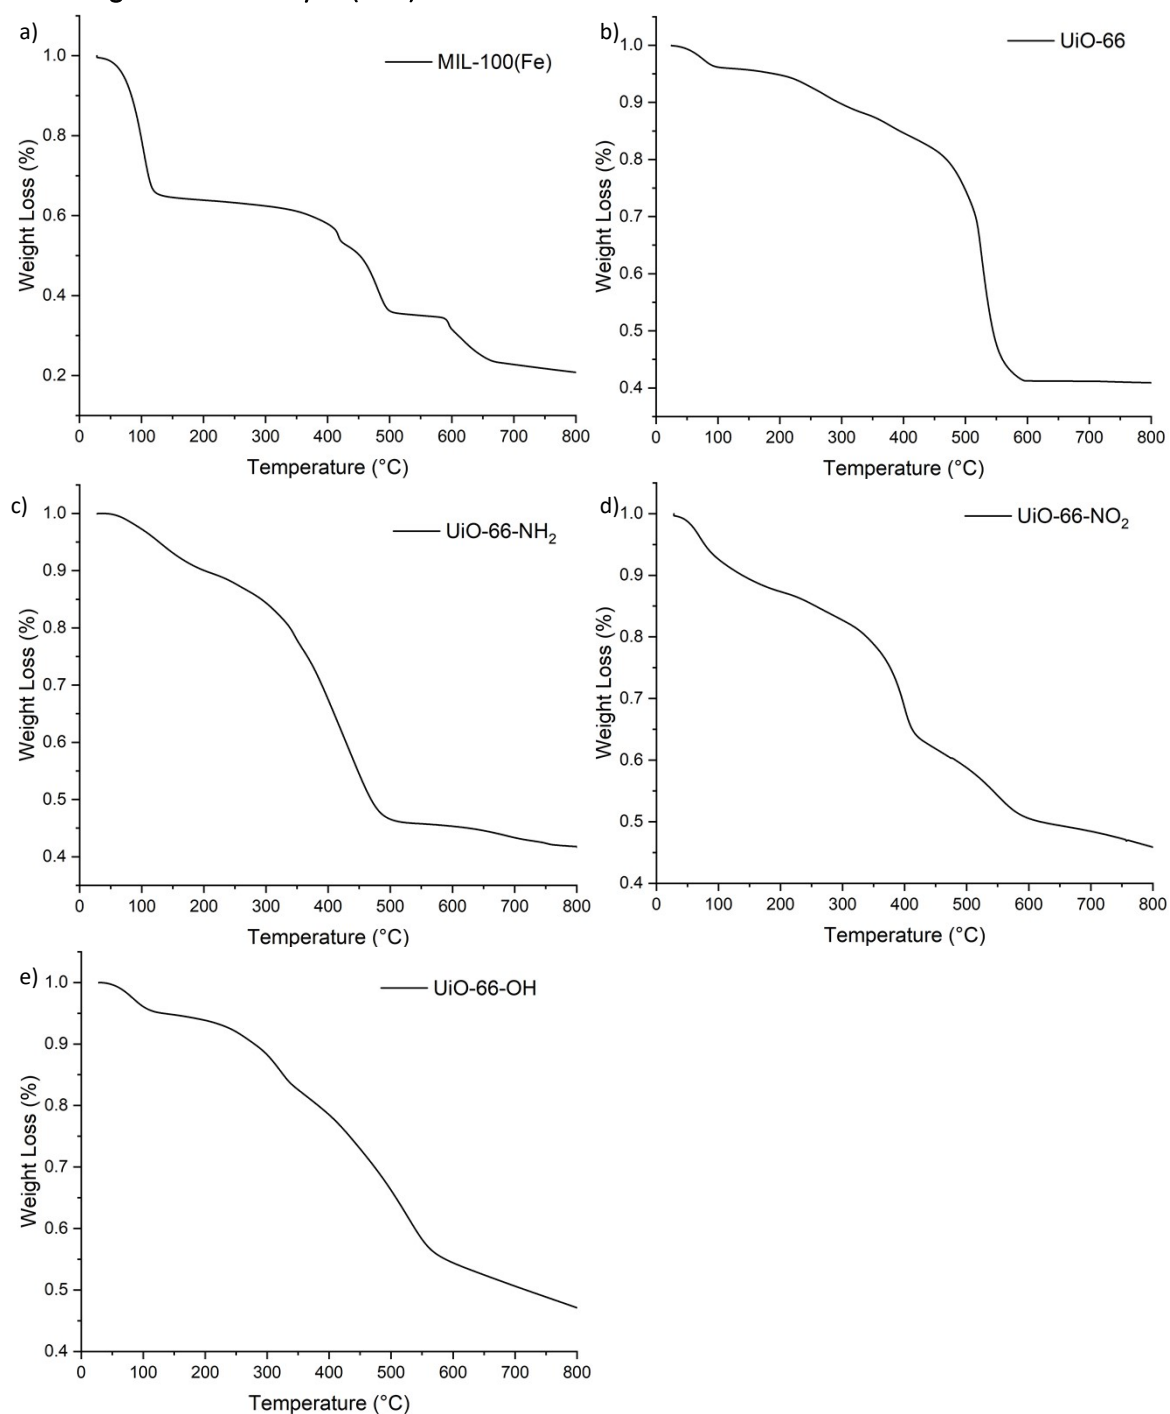 a)
MIL-100(Fe)
Weight Loss (%)
1.0
0.8
0.6
0.4
0.2
0 100 200 300 400 500 600 700 800
Temperature (°C)
b)
UiO-66
Weight Loss (%)
1.0
0.9
0.8
0.7
0.6
0.5
0.4
0 100 200 300 400 500 600 700 800
Temperature (°C)
c)
UiO-66-NH₂
Weight Loss (%)
1.0
0.9
0.8
0.7
0.6
0.5
0.4
0 100 200 300 400 500 600 700 800
Temperature (°C)
d)
UiO-66-NO₂
Weight Loss (%)
1.0
0.9
0.8
0.7
0.6
0.5
0.4
0 100 200 300 400 500 600 700 800
Temperature (°C)
e)
UiO-66-OH
Weight Loss (%)
1.0
0.9
0.8
0.7
0.6
0.5
0.4
0 100 200 300 400 500 600 700 800
Temperature (°C)